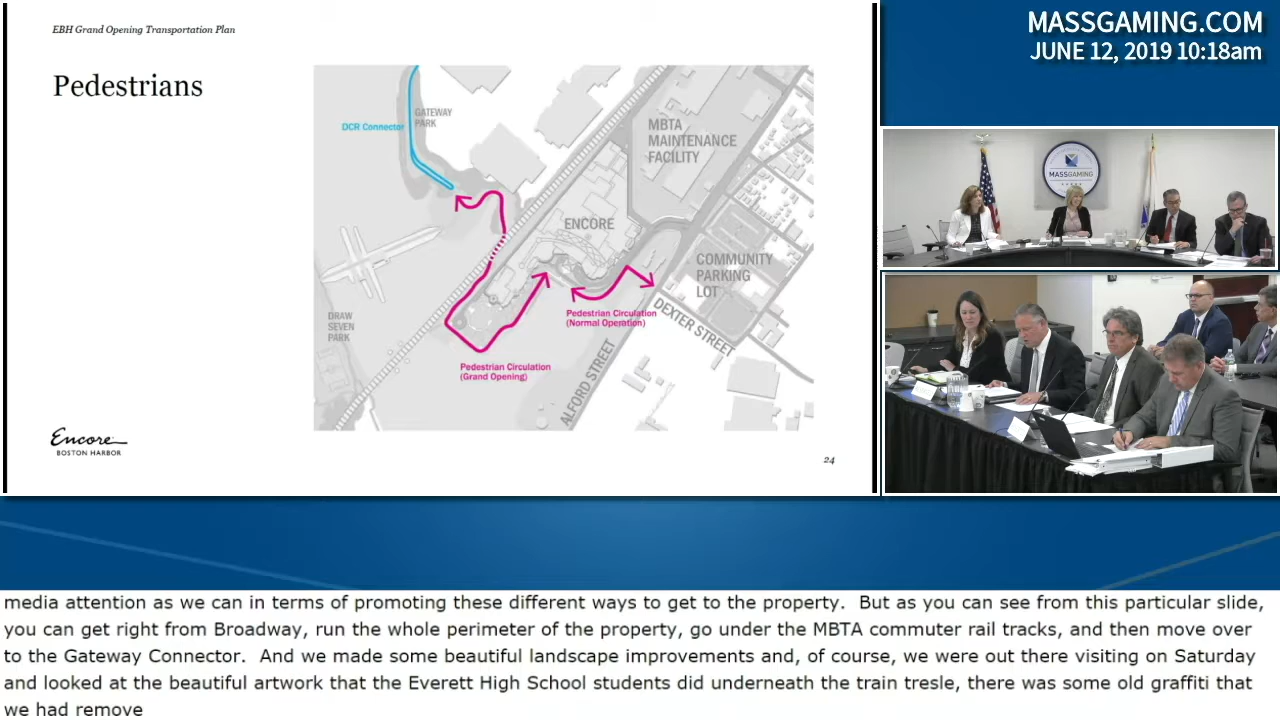 EBH Grand Opening Transportation Plan
Pedestrians
DCR Connector
GATEWAY
PARK
MBTA
MAINTENANCE
FACILITY
ENCORE
COMMUNITY
PARKING
LOT
Pedestrian Circulation
(Normal Operation)
DEXTER STREET
DRAW
SEVEN
PARK
Pedestrian Circulation
(Grand Opening)
ALFORD STREET
Encore
BOSTON HARBOR
24
MASSGAMING.COM
JUNE 12, 2019 10:18am
MASSGAMING
media attention as we can in terms of promoting these different ways to get to the property.  But as you can see from this particular slide,
you can get right from Broadway, run the whole perimeter of the property, go under the MBTA commuter rail tracks, and then move over
to the Gateway Connector.  And we made some beautiful landscape improvements and, of course, we were out there visiting on Saturday
and looked at the beautiful artwork that the Everett High School students did underneath the train tresle, there was some old graffiti that
we had remove